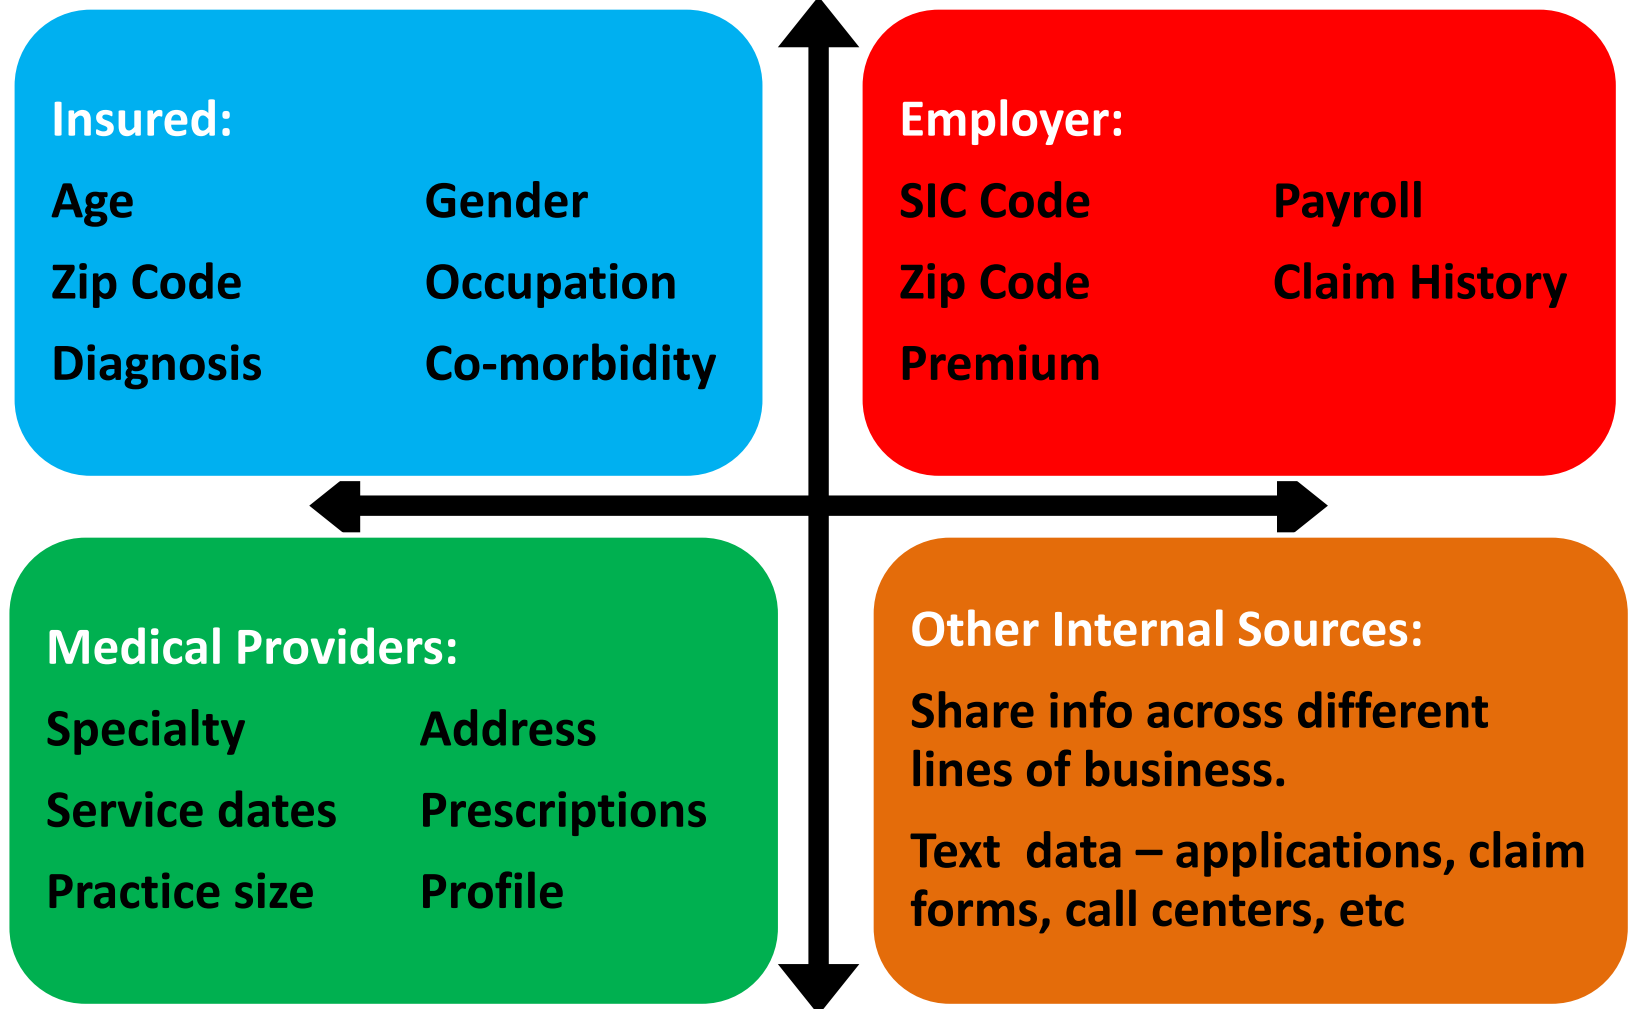 Insured:
Age Gender
Zip Code Occupation
Diagnosis Co-morbidity
Employer:
SIC Code Payroll
Zip Code Claim History
Premium
Medical Providers:
Specialty Address
Service dates Prescriptions
Practice size Profile
Other Internal Sources:
Share info across different
lines of business.
Text  data – applications, claim
forms, call centers, etc